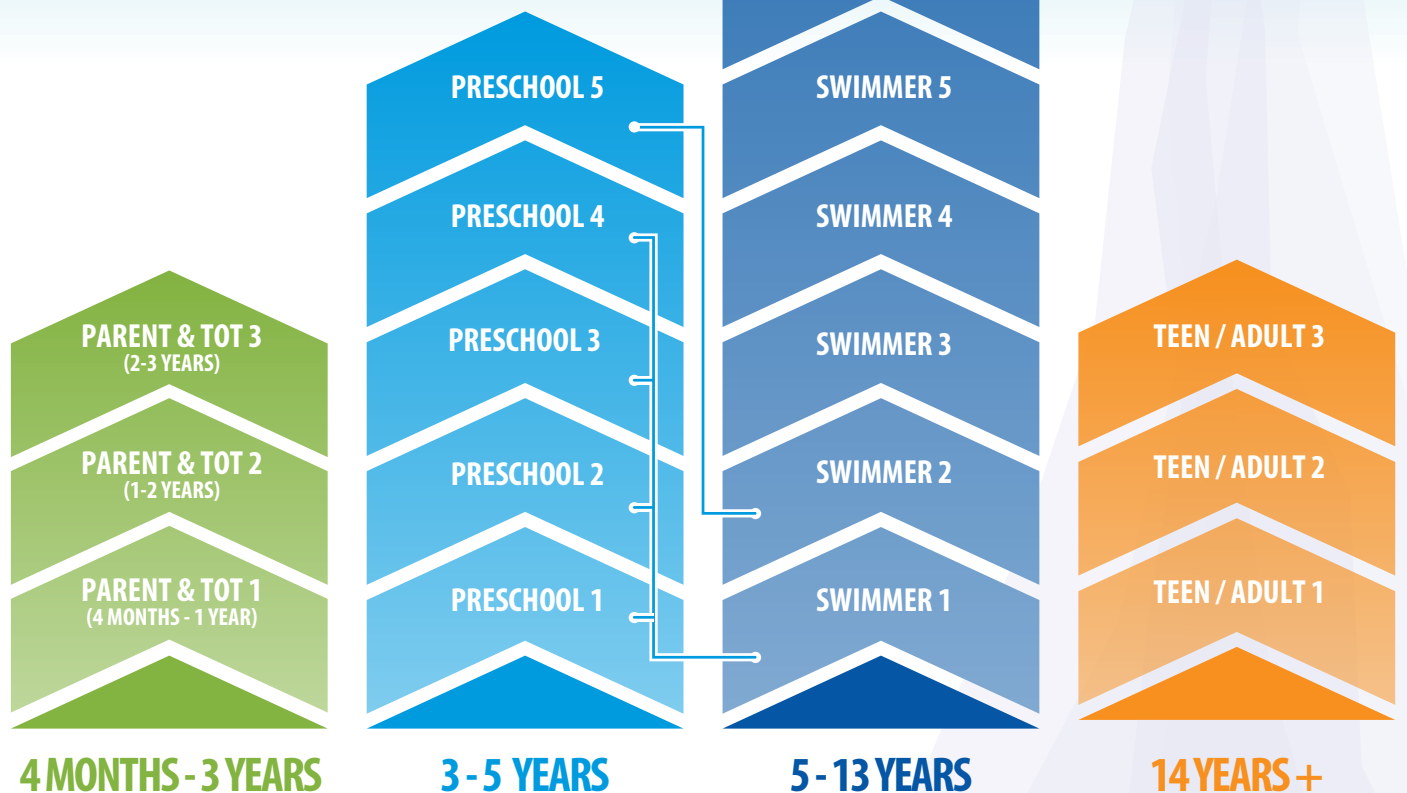 PARENT & TOT 3
(2-3 YEARS)
PARENT & TOT 2
(1-2 YEARS)
PARENT & TOT 1
(4 MONTHS - 1 YEAR)
4 MONTHS - 3 YEARS
PRESCHOOL 5
PRESCHOOL 4
PRESCHOOL 3
PRESCHOOL 2
PRESCHOOL 1
3 - 5 YEARS
SWIMMER 5
SWIMMER 4
SWIMMER 3
SWIMMER 2
SWIMMER 1
5 - 13 YEARS
TEEN / ADULT 3
TEEN / ADULT 2
TEEN / ADULT 1
14 YEARS +